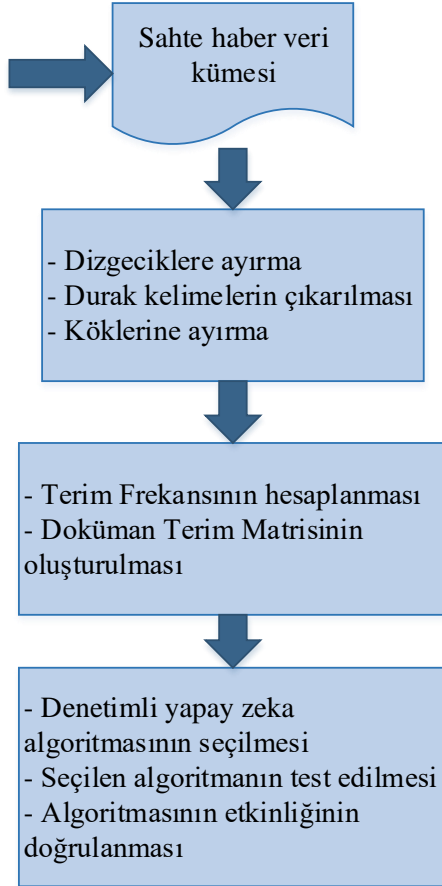 Sahte haber veri
kümesi
- Dizgeciklere ayırma
- Durak kelimelerin çıkarılması
- Köklerine ayırma
- Terim Frekansının hesaplanması
- Doküman Terim Matrisinin
oluşturulması
- Denetimli yapay zeka
algoritmasının seçilmesi
- Seçilen algoritmanın test edilmesi
- Algoritmasının etkinliğinin
doğrulanması